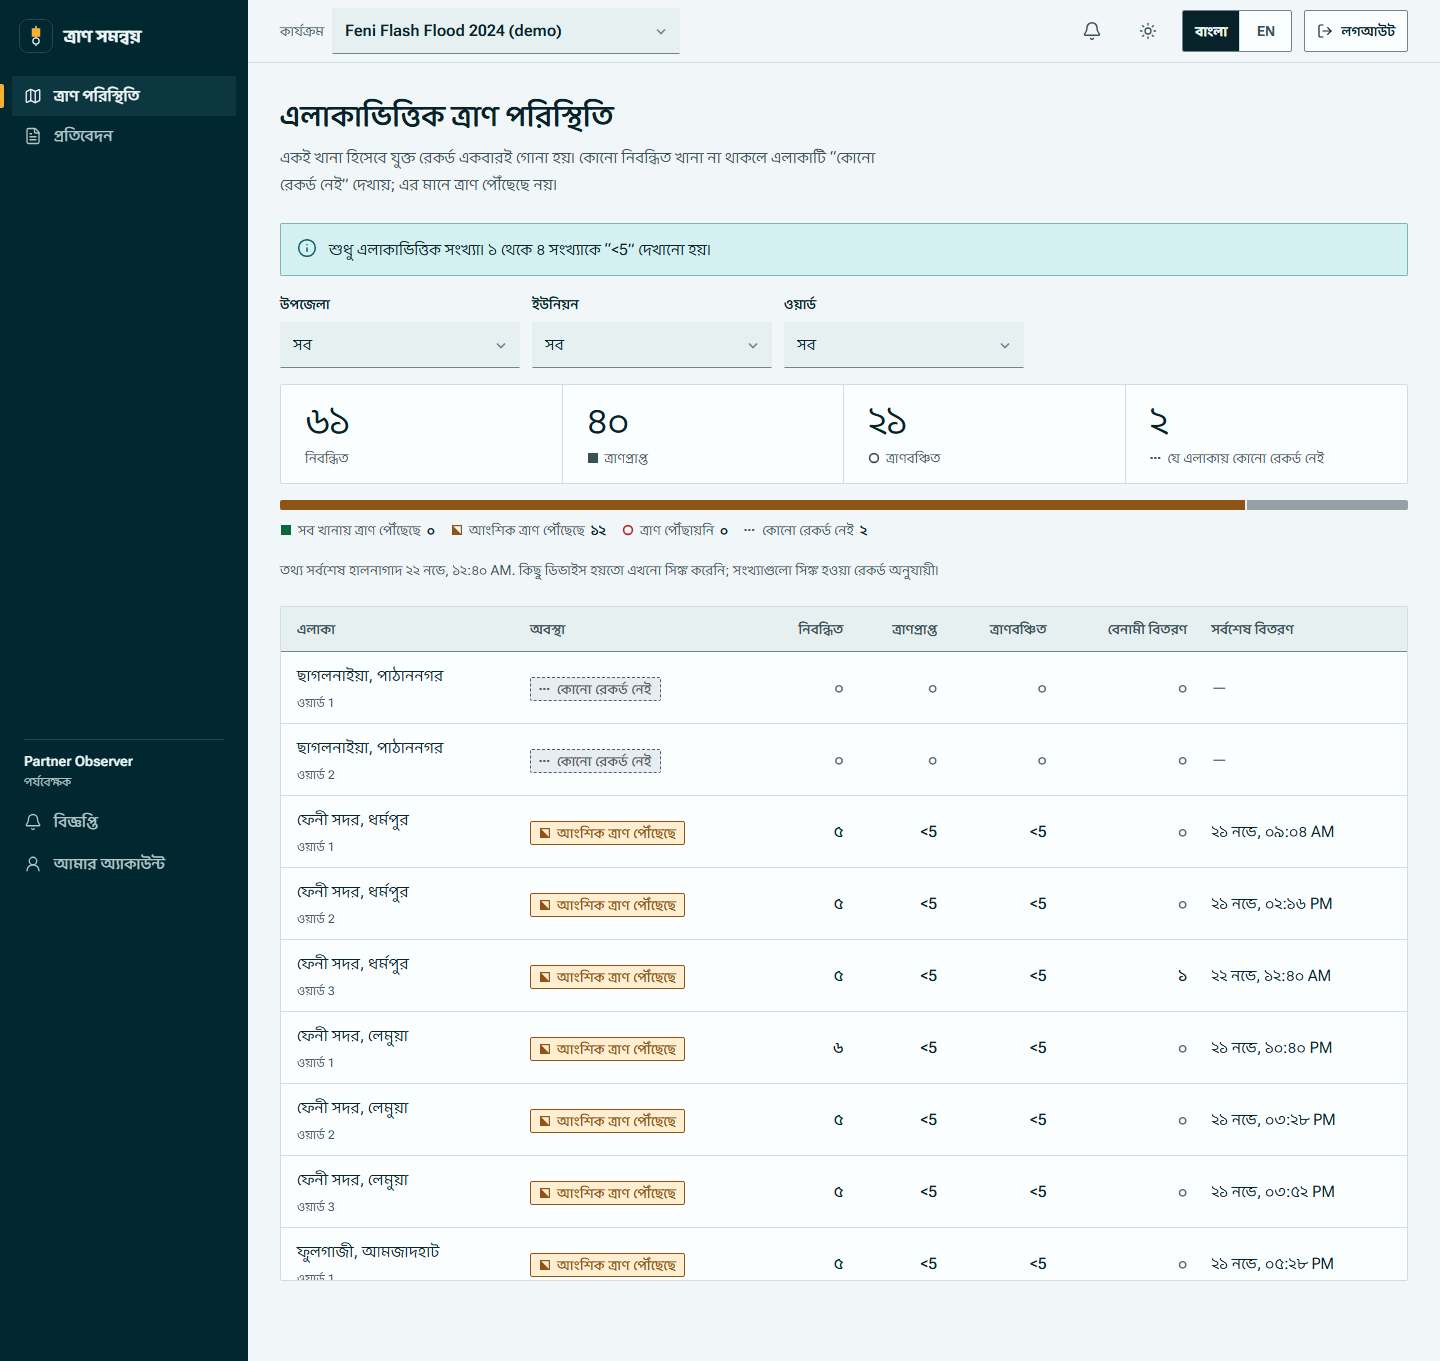 ত্রাণ সমন্বয়
কার্যক্রম Feni Flash Flood 2024 (demo)
বাংলা EN লগআউট
ত্রাণ পরিস্থিতি
প্রতিবেদন
এলাকাভিত্তিক ত্রাণ পরিস্থিতি
একই খানা হিসেবে যুক্ত রেকর্ড একবারই গোনা হয়। কোনো নিবন্ধিত খানা না থাকলে এলাকাটি “কোনো
রেকর্ড নেই” দেখায়; এর মানে ত্রাণ পৌঁছেছে নয়।
শুধু এলাকাভিত্তিক সংখ্যা। ১ থেকে ৪ সংখ্যাকে “<5” দেখানো হয়।
উপজেলা ইউনিয়ন ওয়ার্ড
সব সব সব
৬১ ৪০ ২১ ২
নিবন্ধিত ত্রাণপ্রাপ্ত ত্রাণবঞ্চিত যে এলাকায় কোনো রেকর্ড নেই
সব খানায় ত্রাণ পৌঁছেছে ০ আংশিক ত্রাণ পৌঁছেছে ১২ ত্রাণ পৌঁছায়নি ০ কোনো রেকর্ড নেই ২
তথ্য সর্বশেষ হালনাগাদ ২২ নভে, ১২:৪০ AM. কিছু ডিভাইস হয়তো এখনো সিঙ্ক করেনি; সংখ্যাগুলো সিঙ্ক হওয়া রেকর্ড অনুযায়ী।
এলাকা অবস্থা নিবন্ধিত ত্রাণপ্রাপ্ত ত্রাণবঞ্চিত বেনামী বিতরণ সর্বশেষ বিতরণ
ছাগলনাইয়া, পাঠাননগর
ওয়ার্ড 1
কোনো রেকর্ড নেই ০ ০ ০ ০ —
ছাগলনাইয়া, পাঠাননগর
ওয়ার্ড 2
কোনো রেকর্ড নেই ০ ০ ০ ০ —
ফেনী সদর, ধর্মপুর
ওয়ার্ড 1
আংশিক ত্রাণ পৌঁছেছে ৫ <5 <5 ০ ২১ নভে, ০৯:০৪ AM
ফেনী সদর, ধর্মপুর
ওয়ার্ড 2
আংশিক ত্রাণ পৌঁছেছে ৫ <5 <5 ০ ২১ নভে, ০২:১৬ PM
ফেনী সদর, ধর্মপুর
ওয়ার্ড 3
আংশিক ত্রাণ পৌঁছেছে ৫ <5 <5 ১ ২২ নভে, ১২:৪০ AM
ফেনী সদর, লেমুয়া
ওয়ার্ড 1
আংশিক ত্রাণ পৌঁছেছে ৬ <5 <5 ০ ২১ নভে, ১০:৪০ PM
ফেনী সদর, লেমুয়া
ওয়ার্ড 2
আংশিক ত্রাণ পৌঁছেছে ৫ <5 <5 ০ ২১ নভে, ০৩:২৮ PM
ফেনী সদর, লেমুয়া
ওয়ার্ড 3
আংশিক ত্রাণ পৌঁছেছে ৫ <5 <5 ০ ২১ নভে, ০৩:৫২ PM
ফুলগাজী, আমজাদহাট
ওয়ার্ড 1
আংশিক ত্রাণ পৌঁছেছে ৫ <5 <5 ০ ২১ নভে, ০৫:২৮ PM
Partner Observer
পর্যবেক্ষক
বিজ্ঞপ্তি
আমার অ্যাকাউন্ট